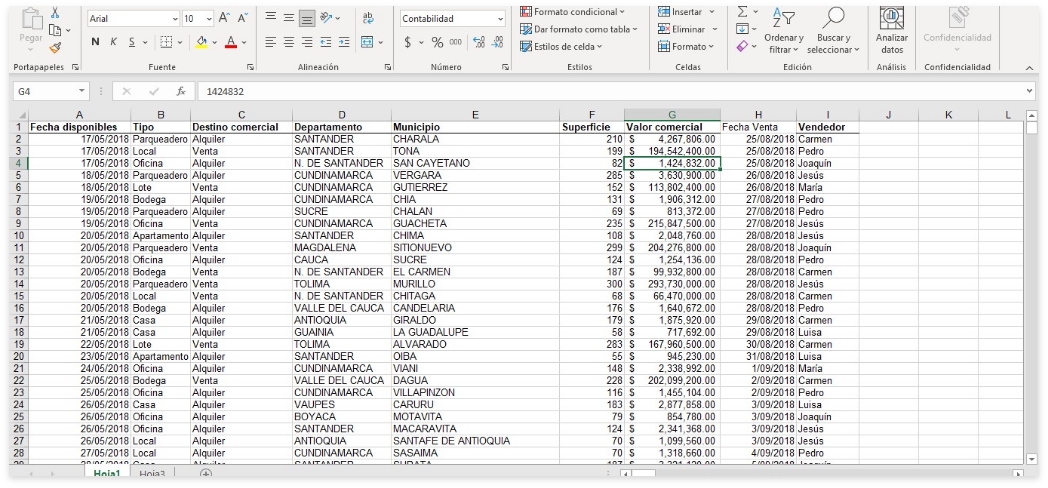 Arial 10 A A ab Contabilidad Formato condicional Insertar Σ
Pegar N K S A $ % 000 Dar formato como tabla Eliminar Ordenar y filtrar Buscar y seleccionar Analizar datos Confidencialidad
Estilos de celda Formato
Portapapeles Fuente Alineación Número Estilos Celdas Edición Análisis Confidencialidad
G4 fx 1424832
A B C D E F G H I J K L
1 Fecha disponibles Tipo Destino comercial Departamento Municipio Superficie Valor comercial Fecha Venta Vendedor
2 17/05/2018 Parqueadero Alquiler SANTANDER CHARALA 210 $ 4,267,806.00 25/08/2018 Carmen
3 17/05/2018 Local Venta SANTANDER TONA 199 $ 194,542,400.00 25/08/2018 Pedro
4 17/05/2018 Oficina Alquiler N. DE SANTANDER SAN CAYETANO 82 $ 1,424,832.00 25/08/2018 Joaquín
5 18/05/2018 Parqueadero Alquiler CUNDINAMARCA VERGARA 285 $ 3,630,900.00 26/08/2018 Jesús
6 18/05/2018 Lote Venta CUNDINAMARCA GUTIERREZ 152 $ 113,802,400.00 26/08/2018 María
7 19/05/2018 Bodega Alquiler CUNDINAMARCA CHIA 131 $ 1,906,312.00 27/08/2018 Pedro
8 19/05/2018 Parqueadero Alquiler SUCRE CHALAN 69 $ 813,372.00 27/08/2018 Pedro
9 19/05/2018 Oficina Venta CUNDINAMARCA GUACHETA 235 $ 215,847,500.00 27/08/2018 Jesús
10 20/05/2018 Apartamento Alquiler SANTANDER CHIMA 108 $ 2,048,760.00 28/08/2018 Jesús
11 20/05/2018 Parqueadero Venta MAGDALENA SITIONUEVO 299 $ 204,276,800.00 28/08/2018 Joaquín
12 20/05/2018 Oficina Alquiler CAUCA SUCRE 124 $ 1,254,136.00 28/08/2018 Pedro
13 20/05/2018 Bodega Venta N. DE SANTANDER EL CARMEN 187 $ 99,932,800.00 28/08/2018 Carmen
14 20/05/2018 Parqueadero Venta TOLIMA MURILLO 300 $ 293,730,000.00 28/08/2018 Jesús
15 20/05/2018 Local Venta N. DE SANTANDER CHITAGA 68 $ 66,470,000.00 28/08/2018 Carmen
16 20/05/2018 Bodega Alquiler VALLE DEL CAUCA CANDELARIA 176 $ 1,640,672.00 28/08/2018 Pedro
17 21/05/2018 Casa Alquiler ANTIOQUIA GIRALDO 179 $ 1,875,920.00 29/08/2018 Carmen
18 21/05/2018 Casa Alquiler GUAINIA LA GUADALUPE 58 $ 717,692.00 29/08/2018 Luisa
19 22/05/2018 Lote Venta TOLIMA ALVARADO 283 $ 167,960,500.00 30/08/2018 Carmen
20 23/05/2018 Apartamento Alquiler SANTANDER OIBA 55 $ 945,230.00 31/08/2018 Luisa
21 24/05/2018 Oficina Alquiler CUNDINAMARCA VIANI 148 $ 2,338,992.00 1/09/2018 María
22 25/05/2018 Bodega Venta VALLE DEL CAUCA DAGUA 228 $ 202,099,200.00 2/09/2018 Carmen
23 25/05/2018 Oficina Alquiler CUNDINAMARCA VILLAPINZON 116 $ 1,455,104.00 2/09/2018 Pedro
24 26/05/2018 Casa Alquiler VAUPES CARURU 183 $ 2,877,858.00 3/09/2018 Luisa
25 26/05/2018 Oficina Alquiler BOYACA MOTAVITA 79 $ 854,780.00 3/09/2018 Joaquín
26 26/05/2018 Oficina Alquiler SANTANDER MACARAVITA 124 $ 2,341,368.00 3/09/2018 Jesús
27 26/05/2018 Local Alquiler ANTIOQUIA SANTAFE DE ANTIOQUIA 70 $ 1,099,560.00 3/09/2018 Jesús
28 27/05/2018 Local Alquiler CUNDINAMARCA SASAIMA 70 $ 1,318,660.00 4/09/2018 Pedro
Hoja1 Hoja3